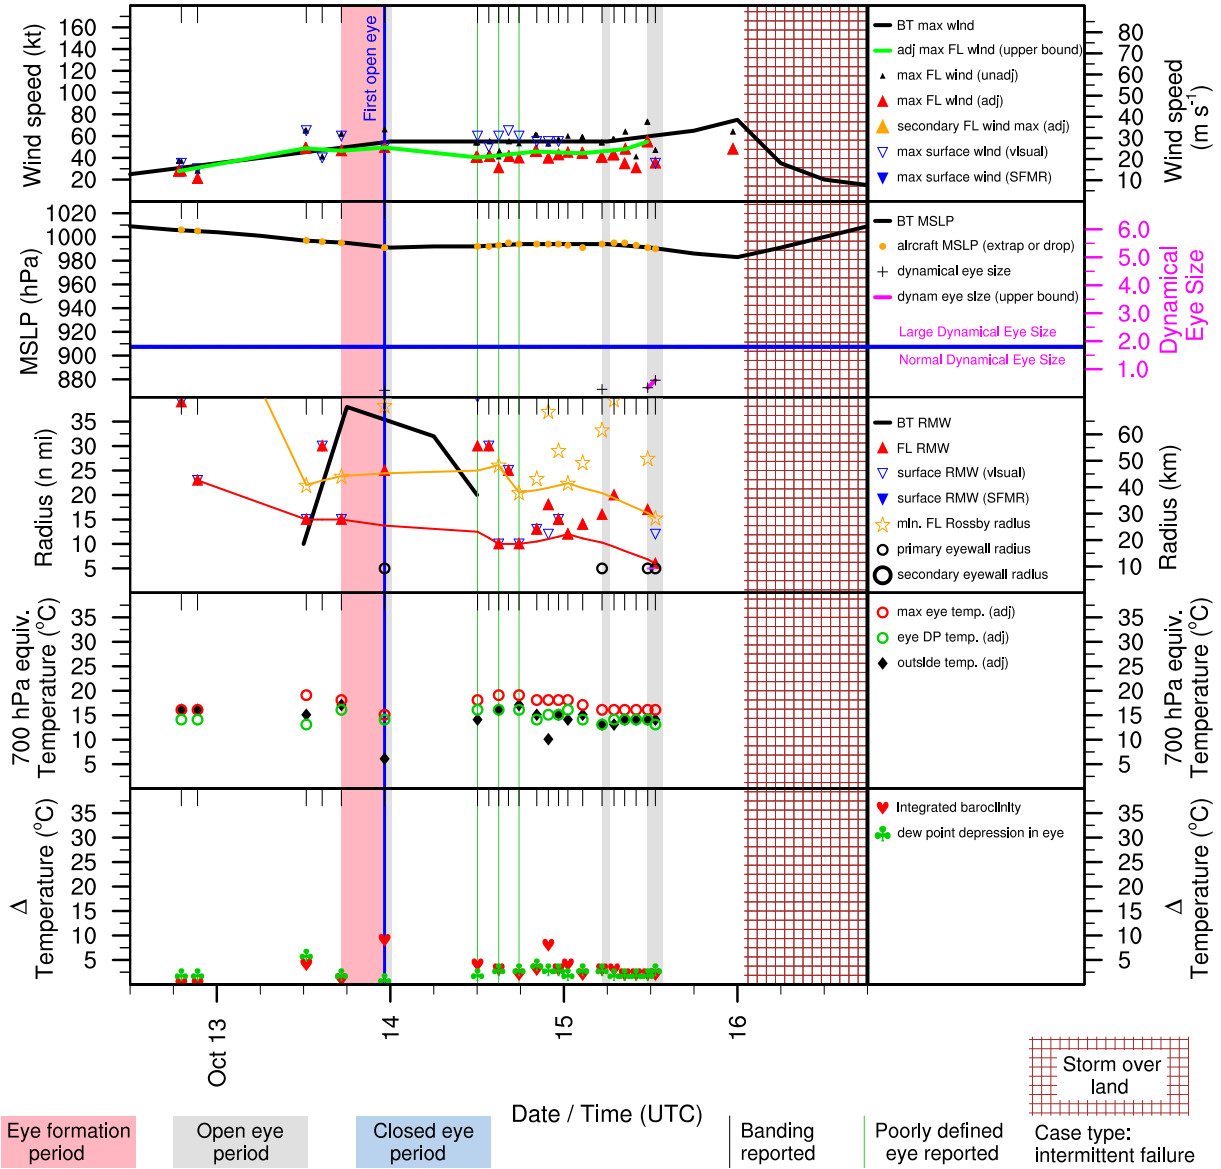 160
140
120
100
80
60
40
20
Wind speed (kt)
First open eye
BT max wind
adj max FL wind (upper bound)
max FL wind (unadj)
max FL wind (adj)
secondary FL wind max (adj)
max surface wind (visual)
max surface wind (SFMR)
80
70
60
50
40
30
20
10
Wind speed
(m s-1)
1020
1000
980
960
940
920
900
880
MSLP (hPa)
BT MSLP
aircraft MSLP (extrap or drop)
dynamical eye size
dynam eye size (upper bound)
Large Dynamical Eye Size
Normal Dynamical Eye Size
6.0
5.0
4.0
3.0
2.0
1.0
Dynamical
Eye Size
35
30
25
20
15
10
5
Radius (n mi)
BT RMW
FL RMW
surface RMW (visual)
surface RMW (SFMR)
min. FL Rossby radius
primary eyewall radius
secondary eyewall radius
60
50
40
30
20
10
Radius (km)
35
30
25
20
15
10
5
700 hPa equiv.
Temperature (°C)
max eye temp. (adj)
eye DP temp. (adj)
outside temp. (adj)
35
30
25
20
15
10
5
700 hPa equiv.
Temperature (°C)
35
30
25
20
15
10
5
Δ
Temperature (°C)
Integrated baroclinity
dew point depression in eye
35
30
25
20
15
10
5
Δ
Temperature (°C)
Oct 13
14
15
16
Date / Time (UTC)
Storm over
land
Eye formation
period
Open eye
period
Closed eye
period
Banding
reported
Poorly defined
eye reported
Case type:
intermittent failure